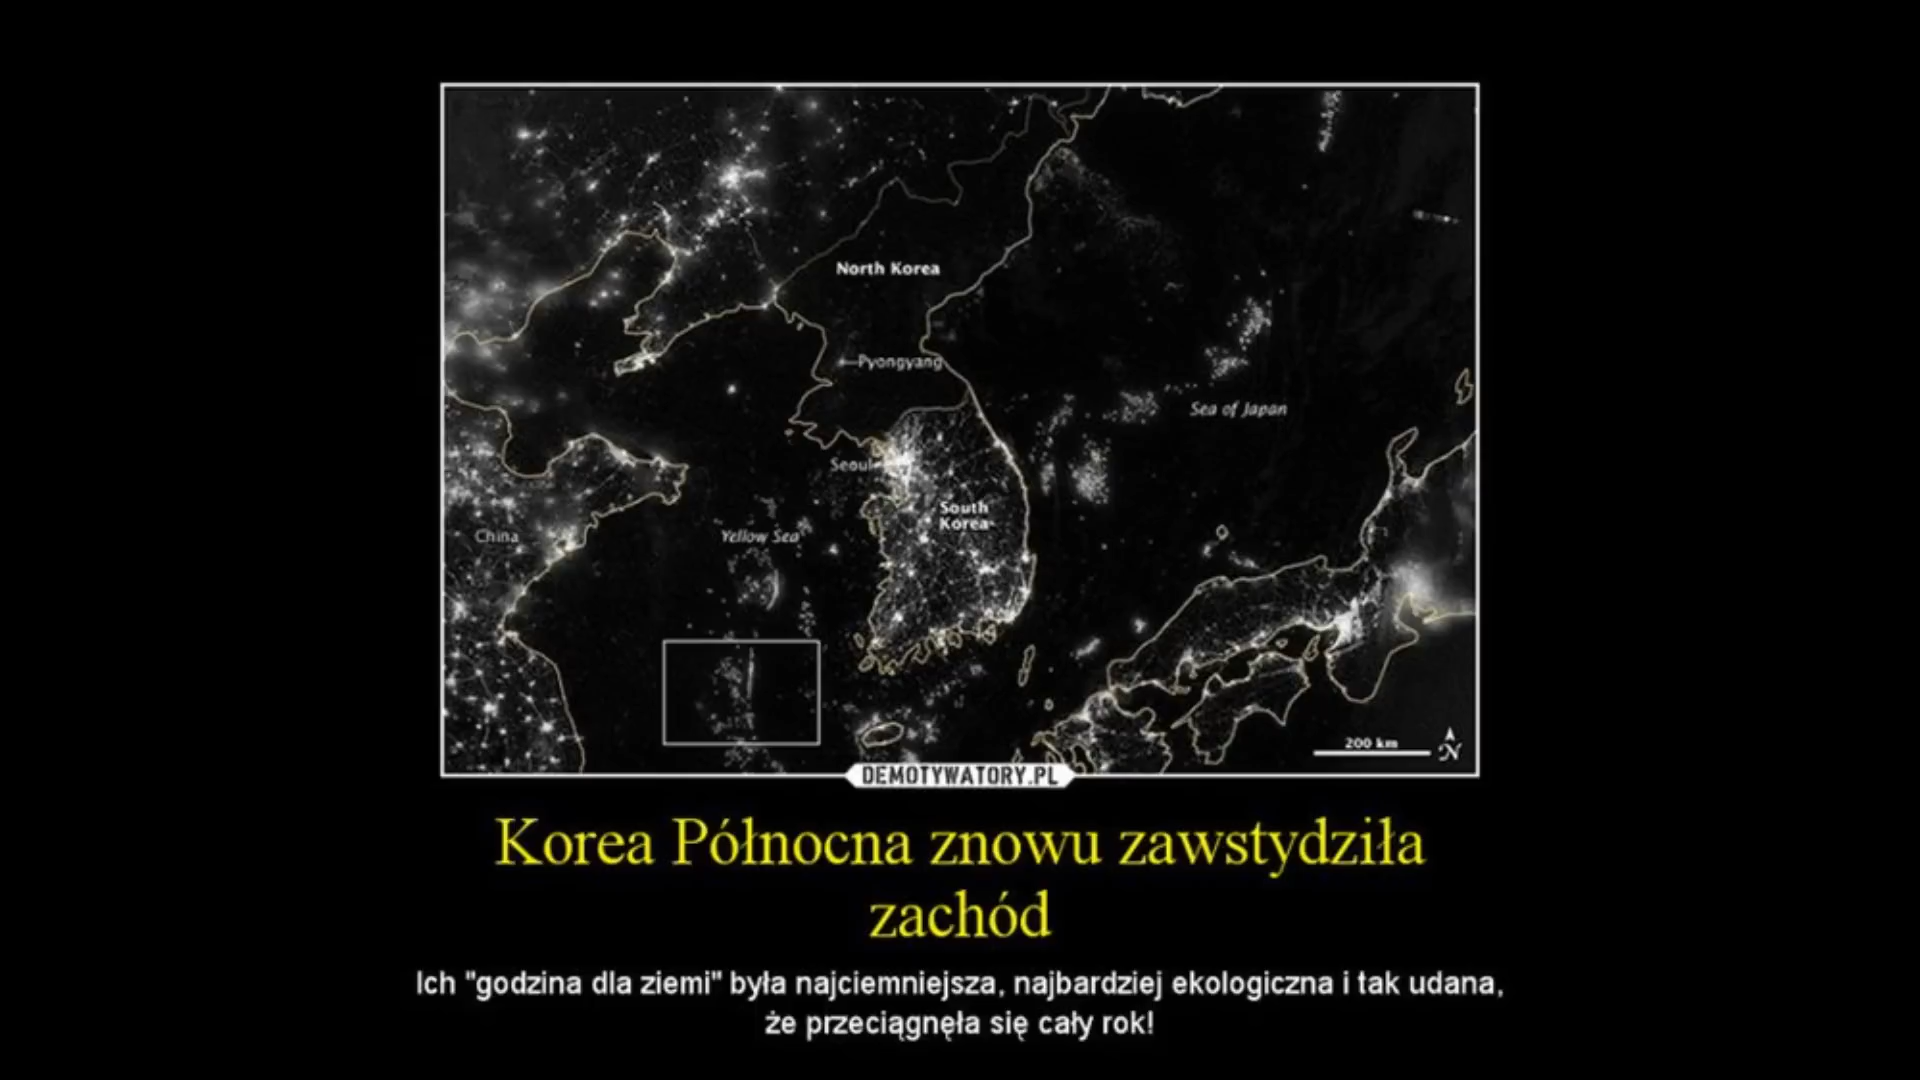 North Korea
Pyongyang
Sea of Japan
Seoul
South
Korea
China
Yellow Sea
200 km
N
DEMOTYWATORY.PL
Korea Północna znowu zawstydziła
zachód
Ich "godzina dla ziemi" była najciemniejsza, najbardziej ekologiczna i tak udana,
że przeciągnęła się cały rok!